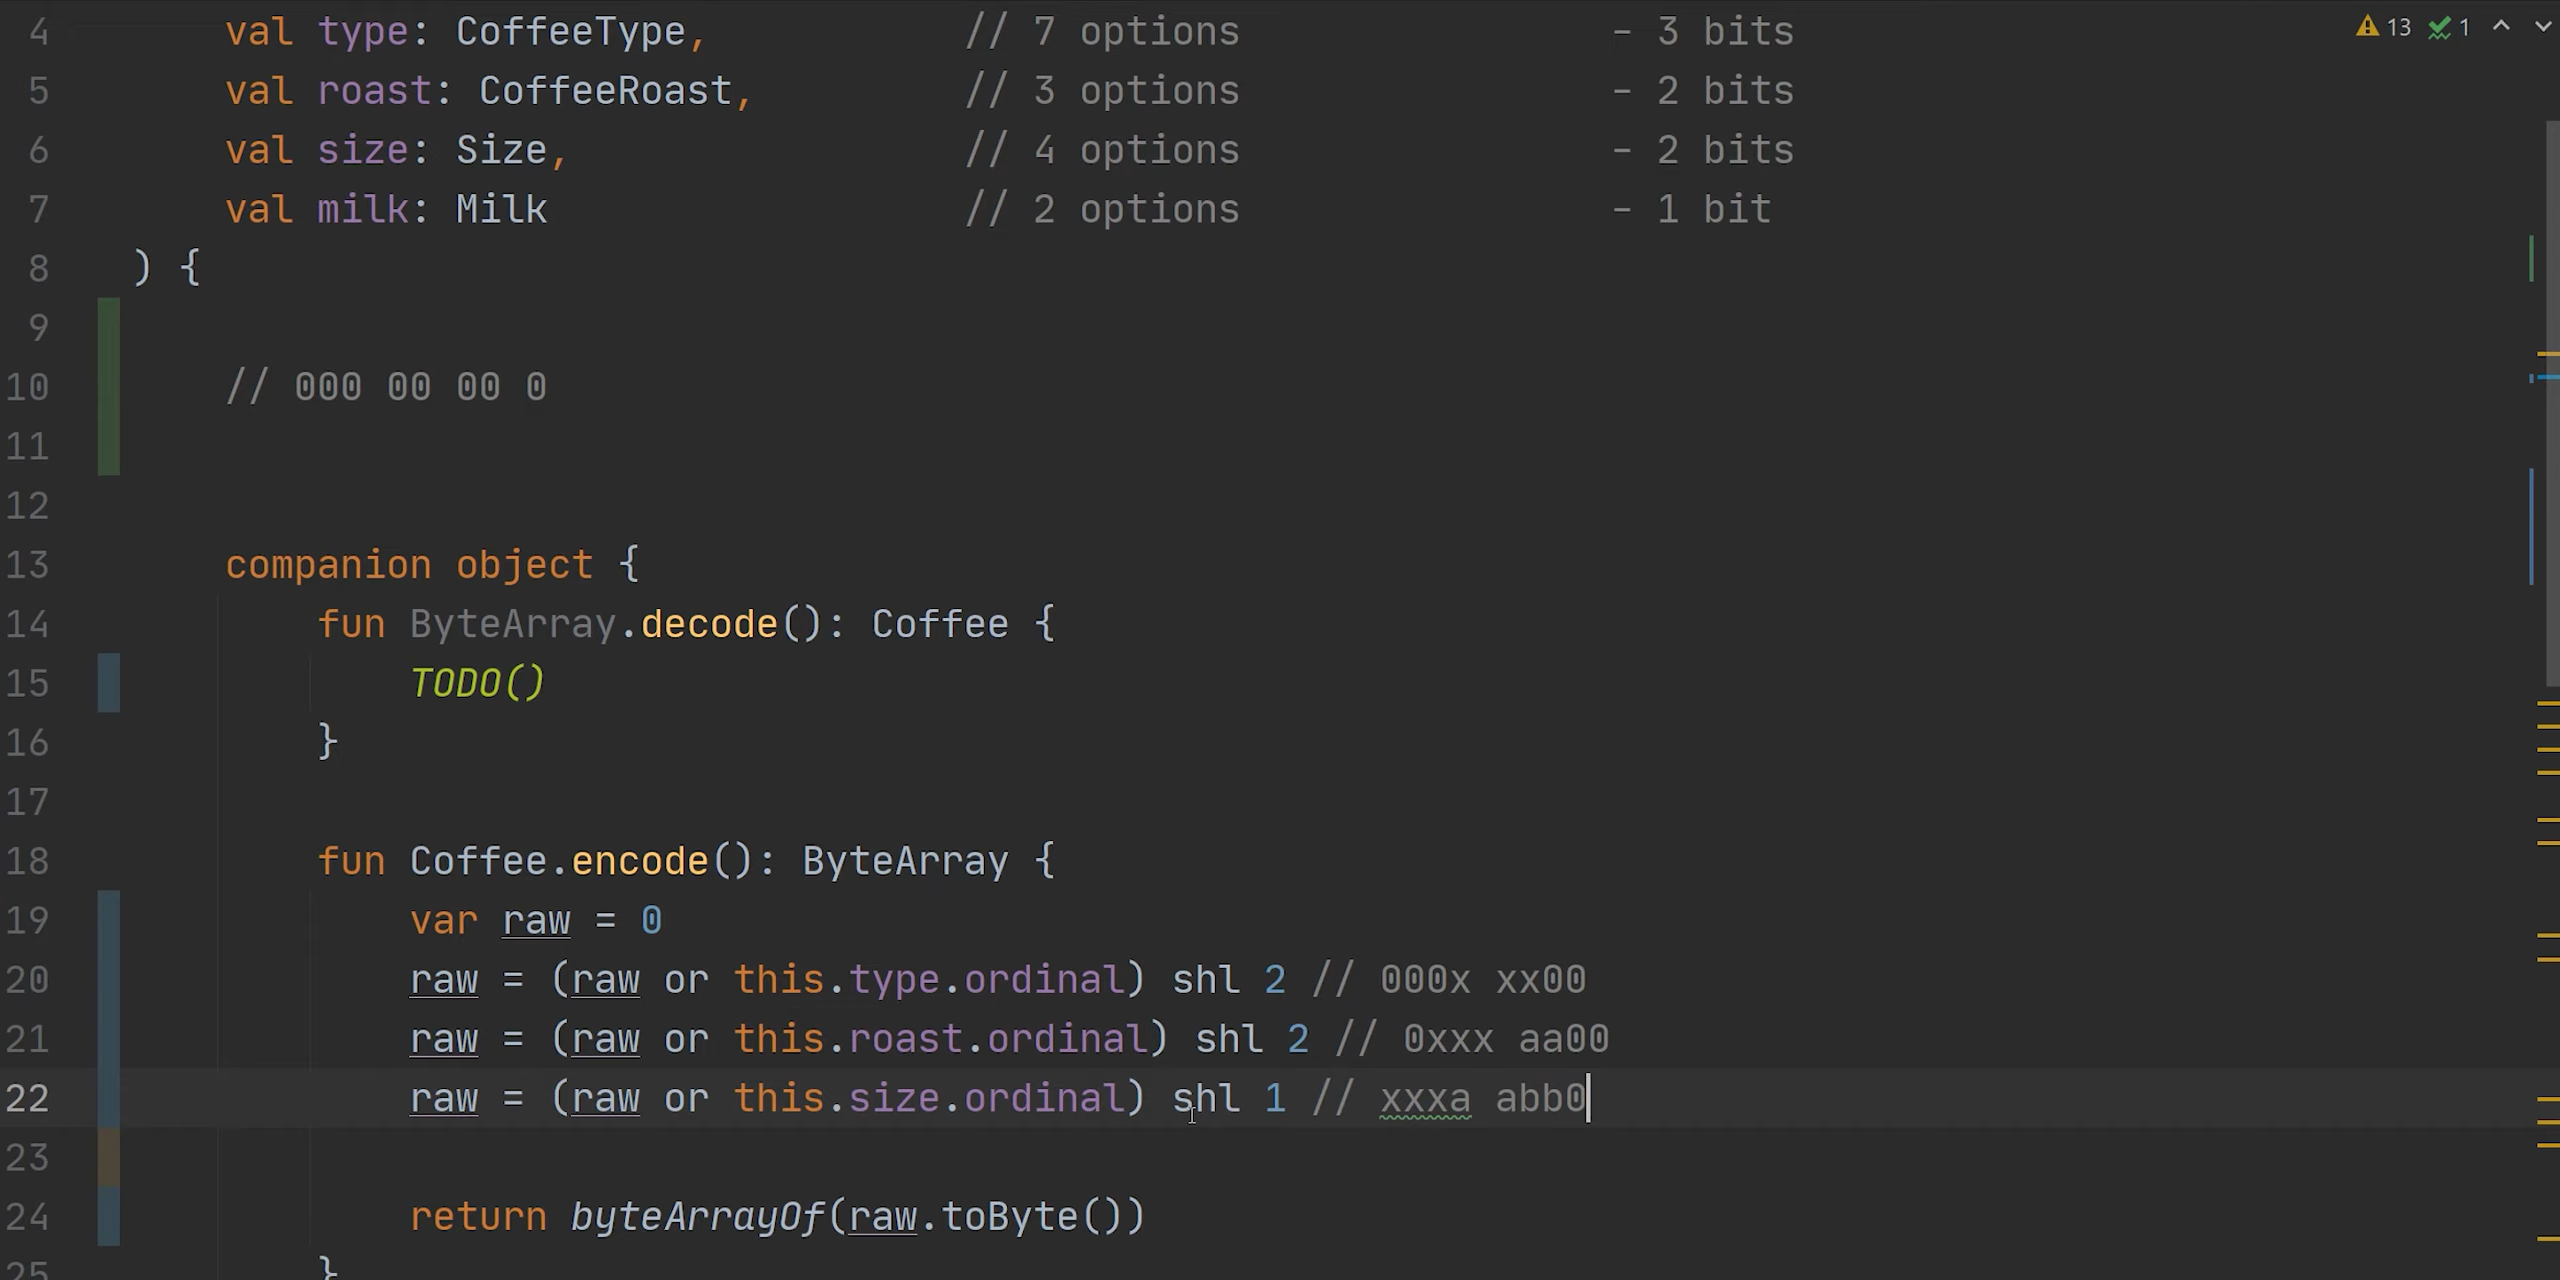 4 val type: CoffeeType, // 7 options - 3 bits
13 1
5 val roast: CoffeeRoast, // 3 options - 2 bits
6 val size: Size, // 4 options - 2 bits
7 val milk: Milk // 2 options - 1 bit
8 ) {
9
10 // 000 00 00 0
11
12
13 companion object {
14 fun ByteArray.decode(): Coffee {
15 TODO()
16 }
17
18 fun Coffee.encode(): ByteArray {
19 var raw = 0
20 raw = (raw or this.type.ordinal) shl 2 // 000x xx00
21 raw = (raw or this.roast.ordinal) shl 2 // 0xxx aa00
22 raw = (raw or this.size.ordinal) shl 1 // xxxa abb0
23
24 return byteArrayOf(raw.toByte())
25 }